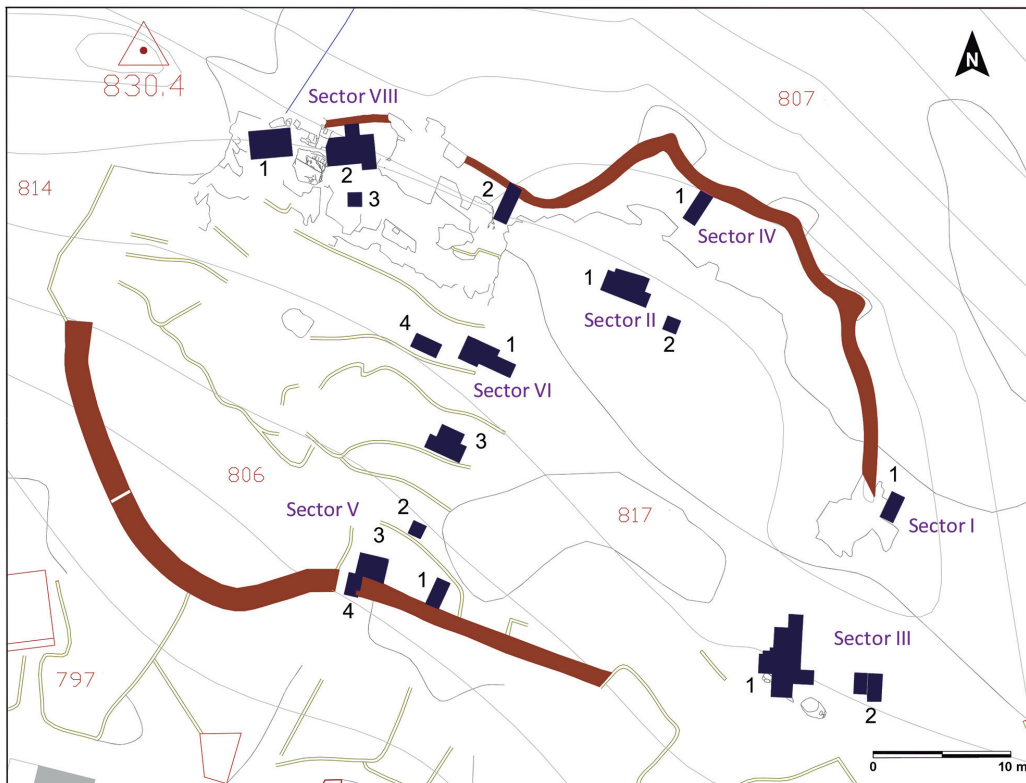 830.4
N
807
Sector VIII
1
2
3
814
2
1
Sector IV
1
Sector II
2
4
1
Sector VI
3
806
Sector V
2
3
1
4
817
1
Sector I
Sector III
1
2
797
0
10 m